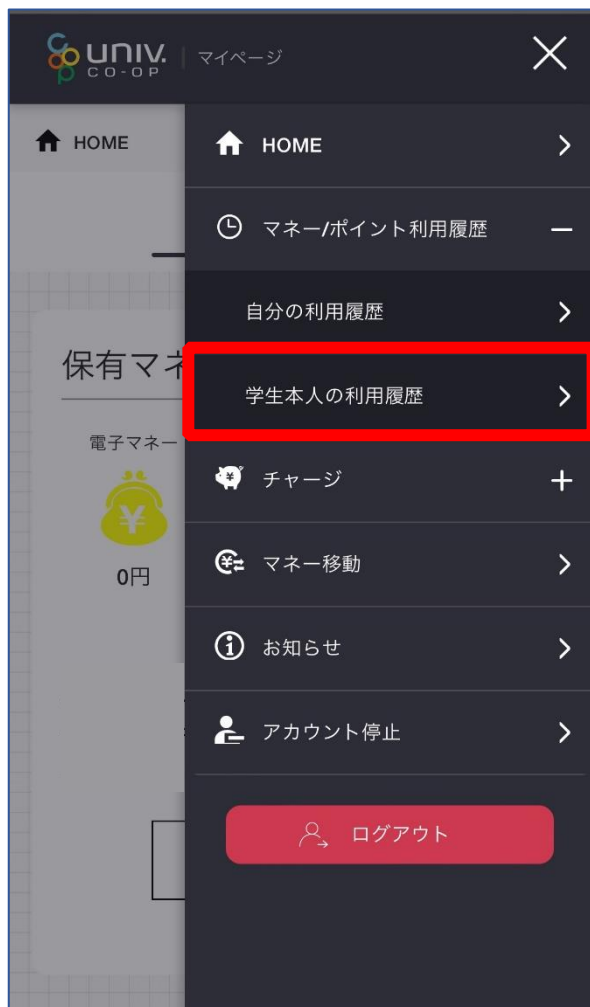 UNIV.
CO-OP
マイページ
HOME
HOME
マネー/ポイント利用履歴
自分の利用履歴
保有マネ
学生本人の利用履歴
電子マネー
チャージ
0円
マネー移動
お知らせ
アカウント停止
ログアウト